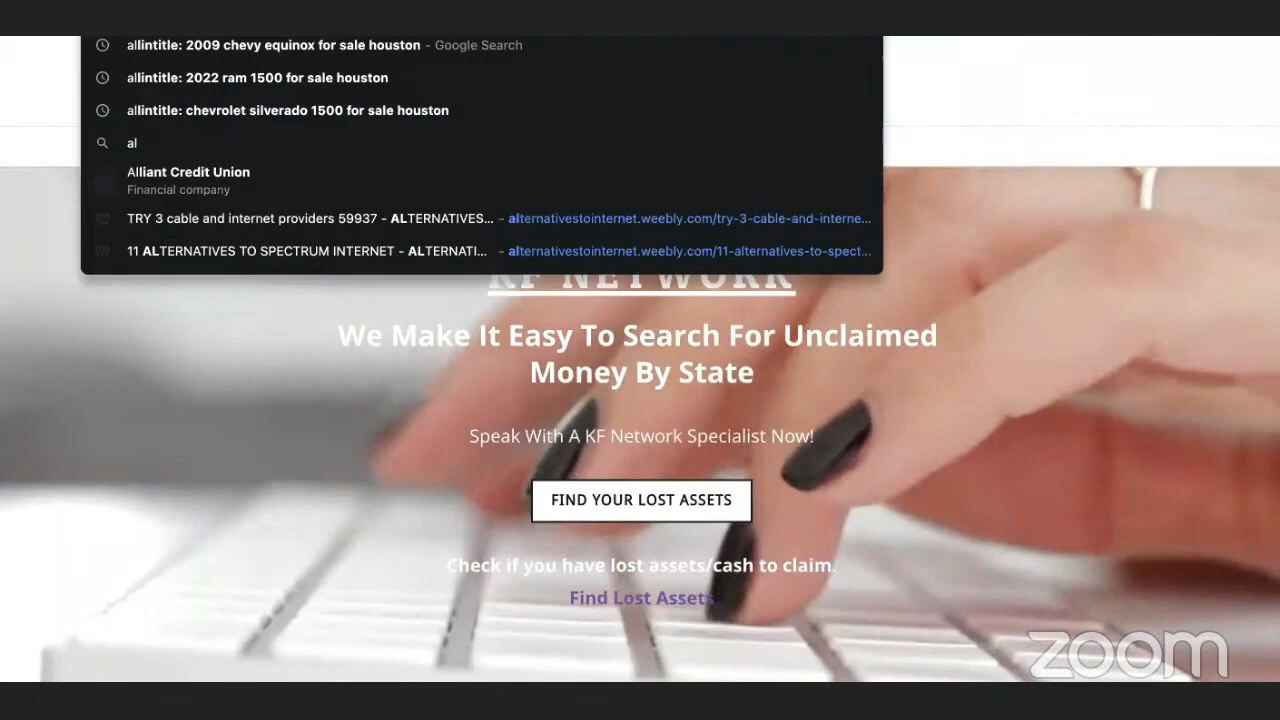 allintitle: 2009 chevy equinox for sale houston - Google Search
allintitle: 2022 ram 1500 for sale houston
allintitle: chevrolet silverado 1500 for sale houston
al
Alliant Credit Union
Financial company
TRY 3 cable and internet providers 59937 - ALTERNATIVES... - alternativestointernet.weebly.com/try-3-cable-and-interne...
11 ALTERNATIVES TO SPECTRUM INTERNET - ALTERNATI... - alternativestointernet.weebly.com/11-alternatives-to-spect...
KF NETWORK
We Make It Easy To Search For Unclaimed
Money By State
Speak With A KF Network Specialist Now!
FIND YOUR LOST ASSETS
Check if you have lost assets/cash to claim.
Find Lost Assets
zoom